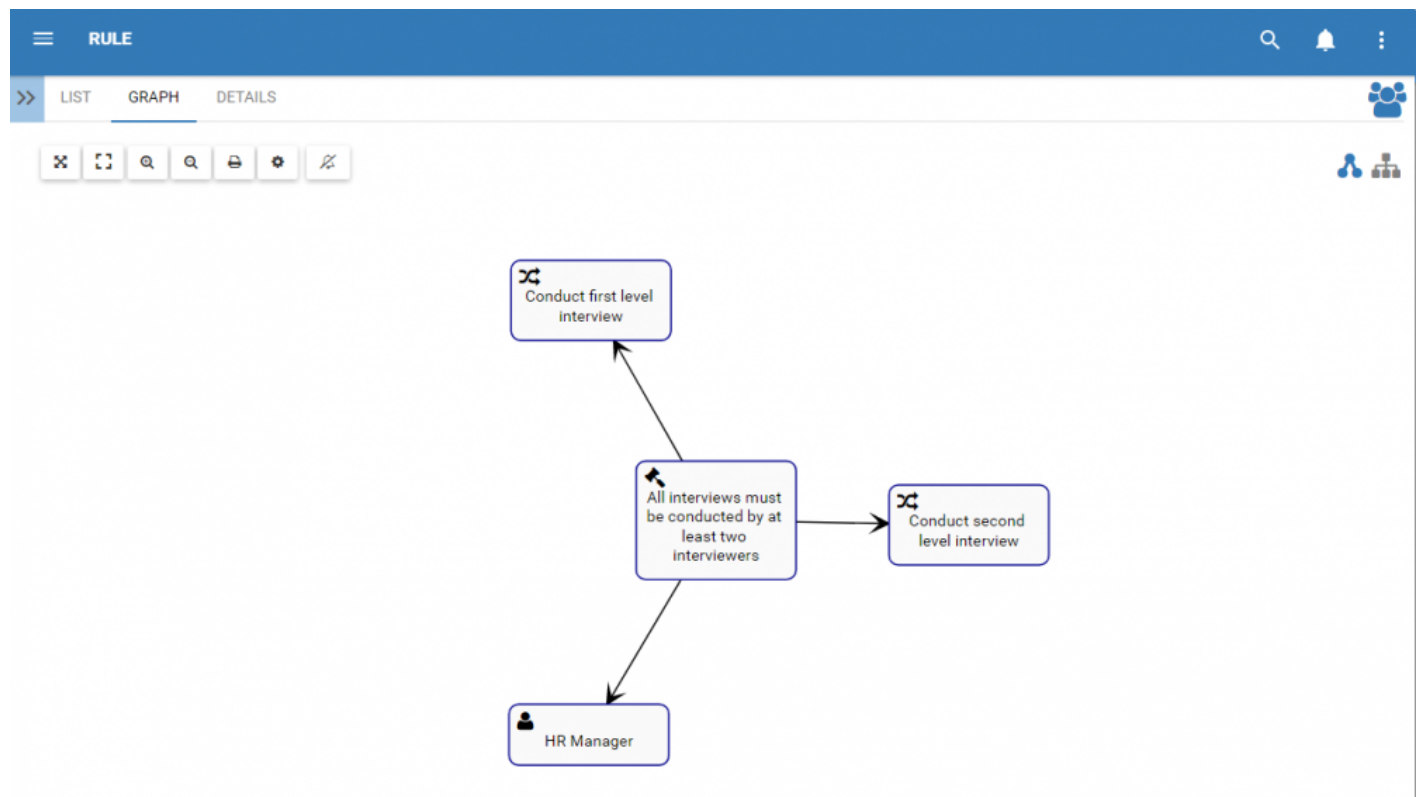 RULE
LIST GRAPH DETAILS
Conduct first level
interview
All interviews must
be conducted by at
least two
interviewers
Conduct second
level interview
HR Manager